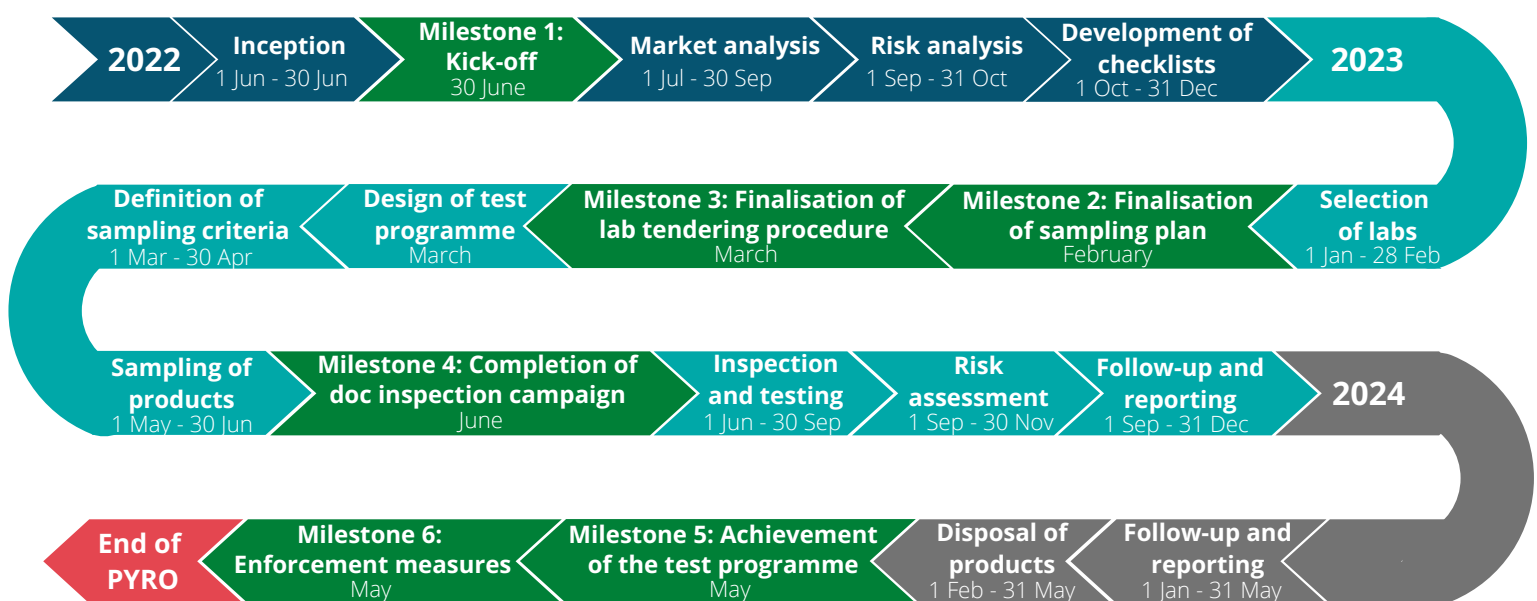 2022
Inception
1 Jun - 30 Jun
Milestone 1:
Kick-off
30 June
Market analysis
1 Jul - 30 Sep
Risk analysis
1 Sep - 31 Oct
Development of
checklists
1 Oct - 31 Dec
2023
Selection
of labs
1 Jan - 28 Feb
Milestone 2: Finalisation
of sampling plan
February
Milestone 3: Finalisation of
lab tendering procedure
March
Design of test
programme
March
Definition of
sampling criteria
1 Mar - 30 Apr
Sampling of
products
1 May - 30 Jun
Milestone 4: Completion of
doc inspection campaign
June
Inspection
and testing
1 Jun - 30 Sep
Risk
assessment
1 Sep - 30 Nov
Follow-up and
reporting
1 Sep - 31 Dec
2024
Follow-up and
reporting
1 Jan - 31 May
Disposal of
products
1 Feb - 31 May
Milestone 5: Achievement
of the test programme
May
Milestone 6:
Enforcement measures
May
End of
PYRO